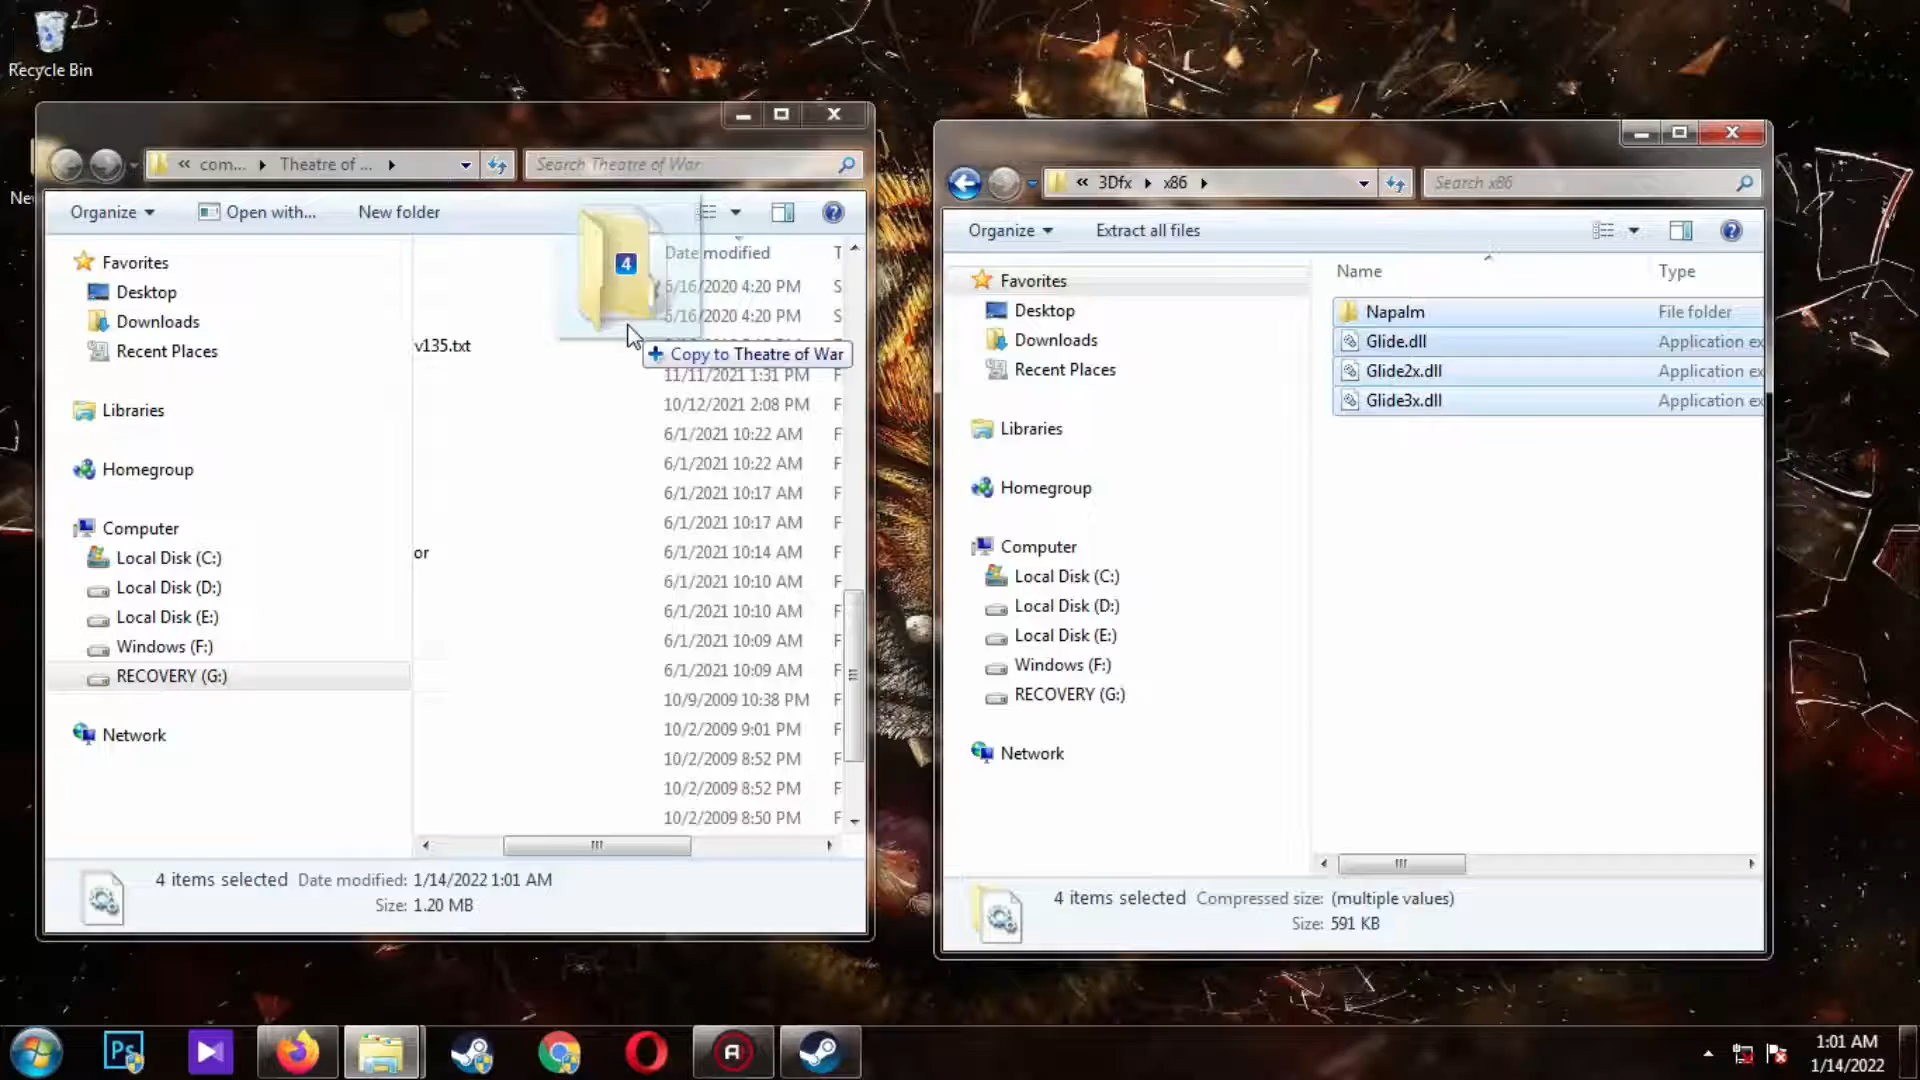 Recycle Bin
Ne
« com... Theatre of ...
Search Theatre of War
Organize
Open with...
New folder
Favorites
Desktop
Downloads
Recent Places
Libraries
Homegroup
Computer
Local Disk (C:)
Local Disk (D:)
Local Disk (E:)
Windows (F:)
RECOVERY (G:)
Network
4
Date modified
T
6/16/2020 4:20 PM S
6/16/2020 4:20 PM S
v135.txt
Copy to Theatre of War
11/11/2021 1:31 PM F
10/12/2021 2:08 PM F
6/1/2021 10:22 AM F
6/1/2021 10:22 AM F
6/1/2021 10:17 AM F
6/1/2021 10:17 AM F
or 6/1/2021 10:14 AM F
6/1/2021 10:10 AM F
6/1/2021 10:10 AM F
6/1/2021 10:09 AM F
6/1/2021 10:09 AM F
10/9/2009 10:38 PM F
10/2/2009 9:01 PM F
10/2/2009 8:52 PM F
10/2/2009 8:52 PM F
10/2/2009 8:50 PM F
4 items selected Date modified: 1/14/2022 1:01 AM
Size: 1.20 MB
« 3Dfx x86
Search x86
Organize
Extract all files
Favorites
Desktop
Downloads
Recent Places
Libraries
Homegroup
Computer
Local Disk (C:)
Local Disk (D:)
Local Disk (E:)
Windows (F:)
RECOVERY (G:)
Network
Name Type
Napalm File folder
Glide.dll Application ex
Glide2x.dll Application ex
Glide3x.dll Application ex
4 items selected Compressed size: (multiple values)
Size: 591 KB
Ps
1:01 AM
1/14/2022